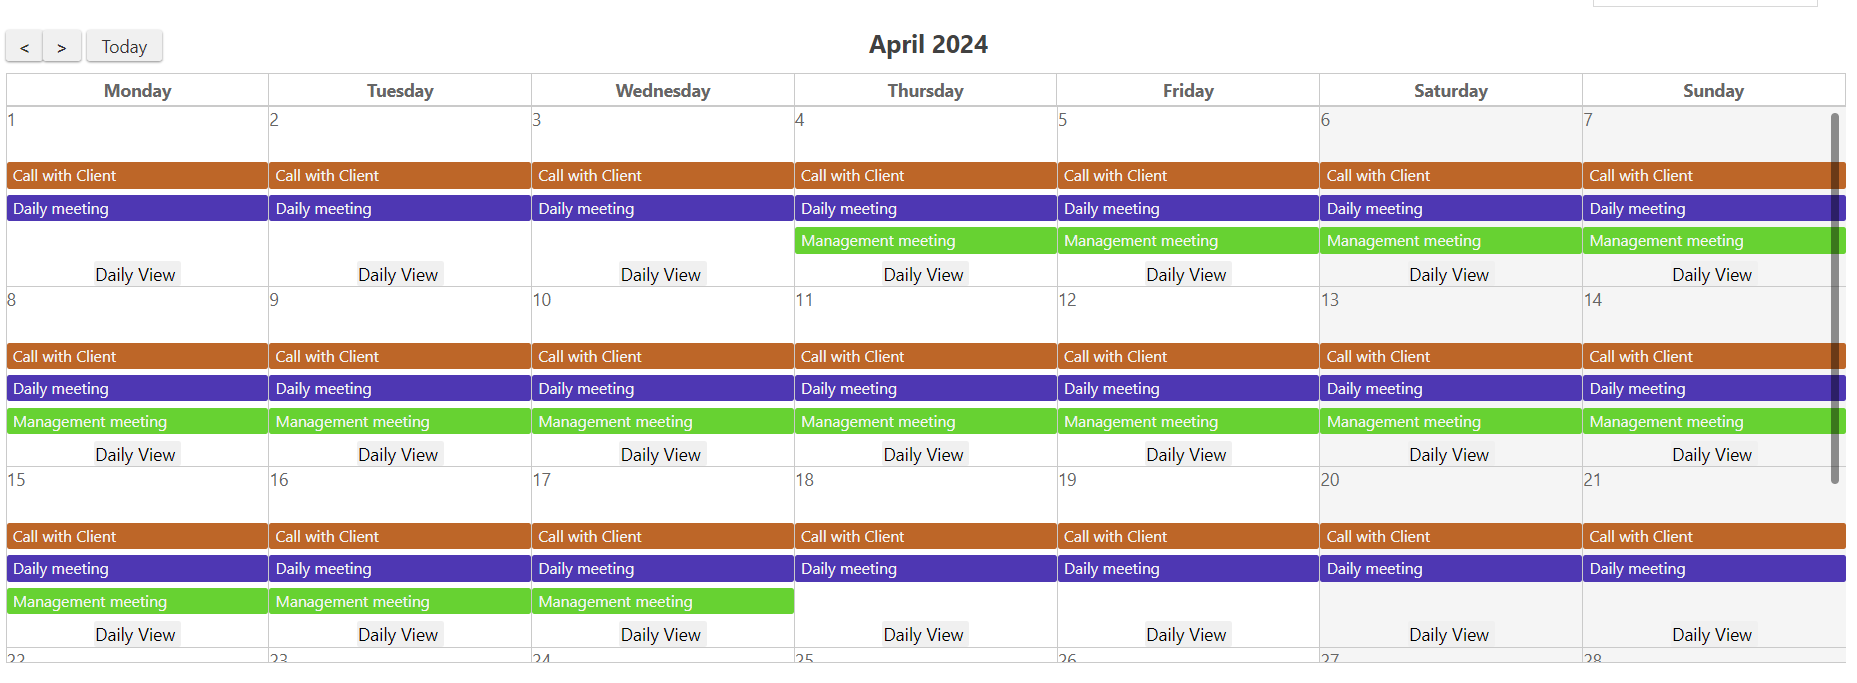 < > Today April 2024
Monday Tuesday Wednesday Thursday Friday Saturday Sunday
1 2 3 4 5 6 7
Call with Client Call with Client Call with Client Call with Client Call with Client Call with Client Call with Client
Daily meeting Daily meeting Daily meeting Daily meeting Daily meeting Daily meeting Daily meeting
Management meeting Management meeting Management meeting Management meeting
Daily View Daily View Daily View Daily View Daily View Daily View Daily View
8 9 10 11 12 13 14
Call with Client Call with Client Call with Client Call with Client Call with Client Call with Client Call with Client
Daily meeting Daily meeting Daily meeting Daily meeting Daily meeting Daily meeting Daily meeting
Management meeting Management meeting Management meeting Management meeting Management meeting Management meeting Management meeting
Daily View Daily View Daily View Daily View Daily View Daily View Daily View
15 16 17 18 19 20 21
Call with Client Call with Client Call with Client Call with Client Call with Client Call with Client Call with Client
Daily meeting Daily meeting Daily meeting Daily meeting Daily meeting Daily meeting Daily meeting
Management meeting Management meeting Management meeting
Daily View Daily View Daily View Daily View Daily View Daily View Daily View
22 23 24 25 26 27 28